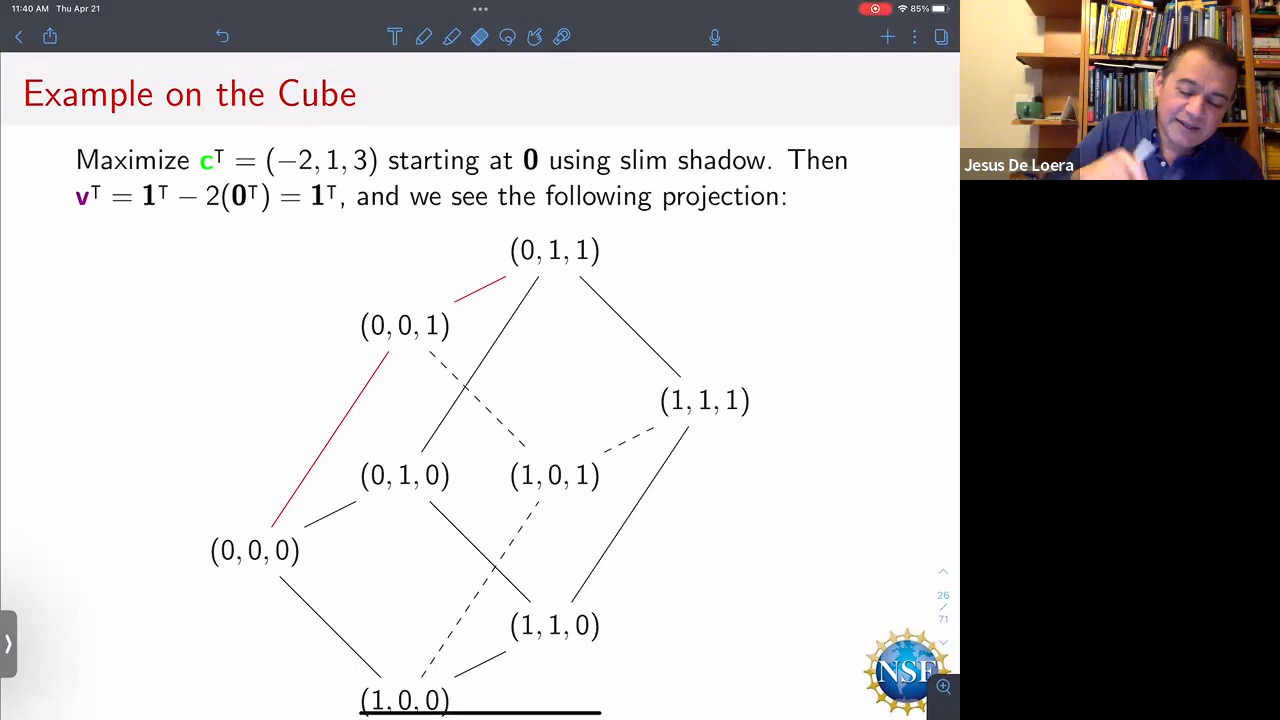 11:40 AM Thu Apr 21
85%
Example on the Cube
Maximize cᵀ = (−2, 1, 3) starting at 0 using slim shadow. Then
vᵀ = 1ᵀ − 2(0ᵀ) = 1ᵀ, and we see the following projection:
(0, 1, 1)
(0, 0, 1)
(1, 1, 1)
(0, 1, 0)
(1, 0, 1)
(0, 0, 0)
(1, 1, 0)
(1, 0, 0)
26
/
71
NSF
Jesus De Loera